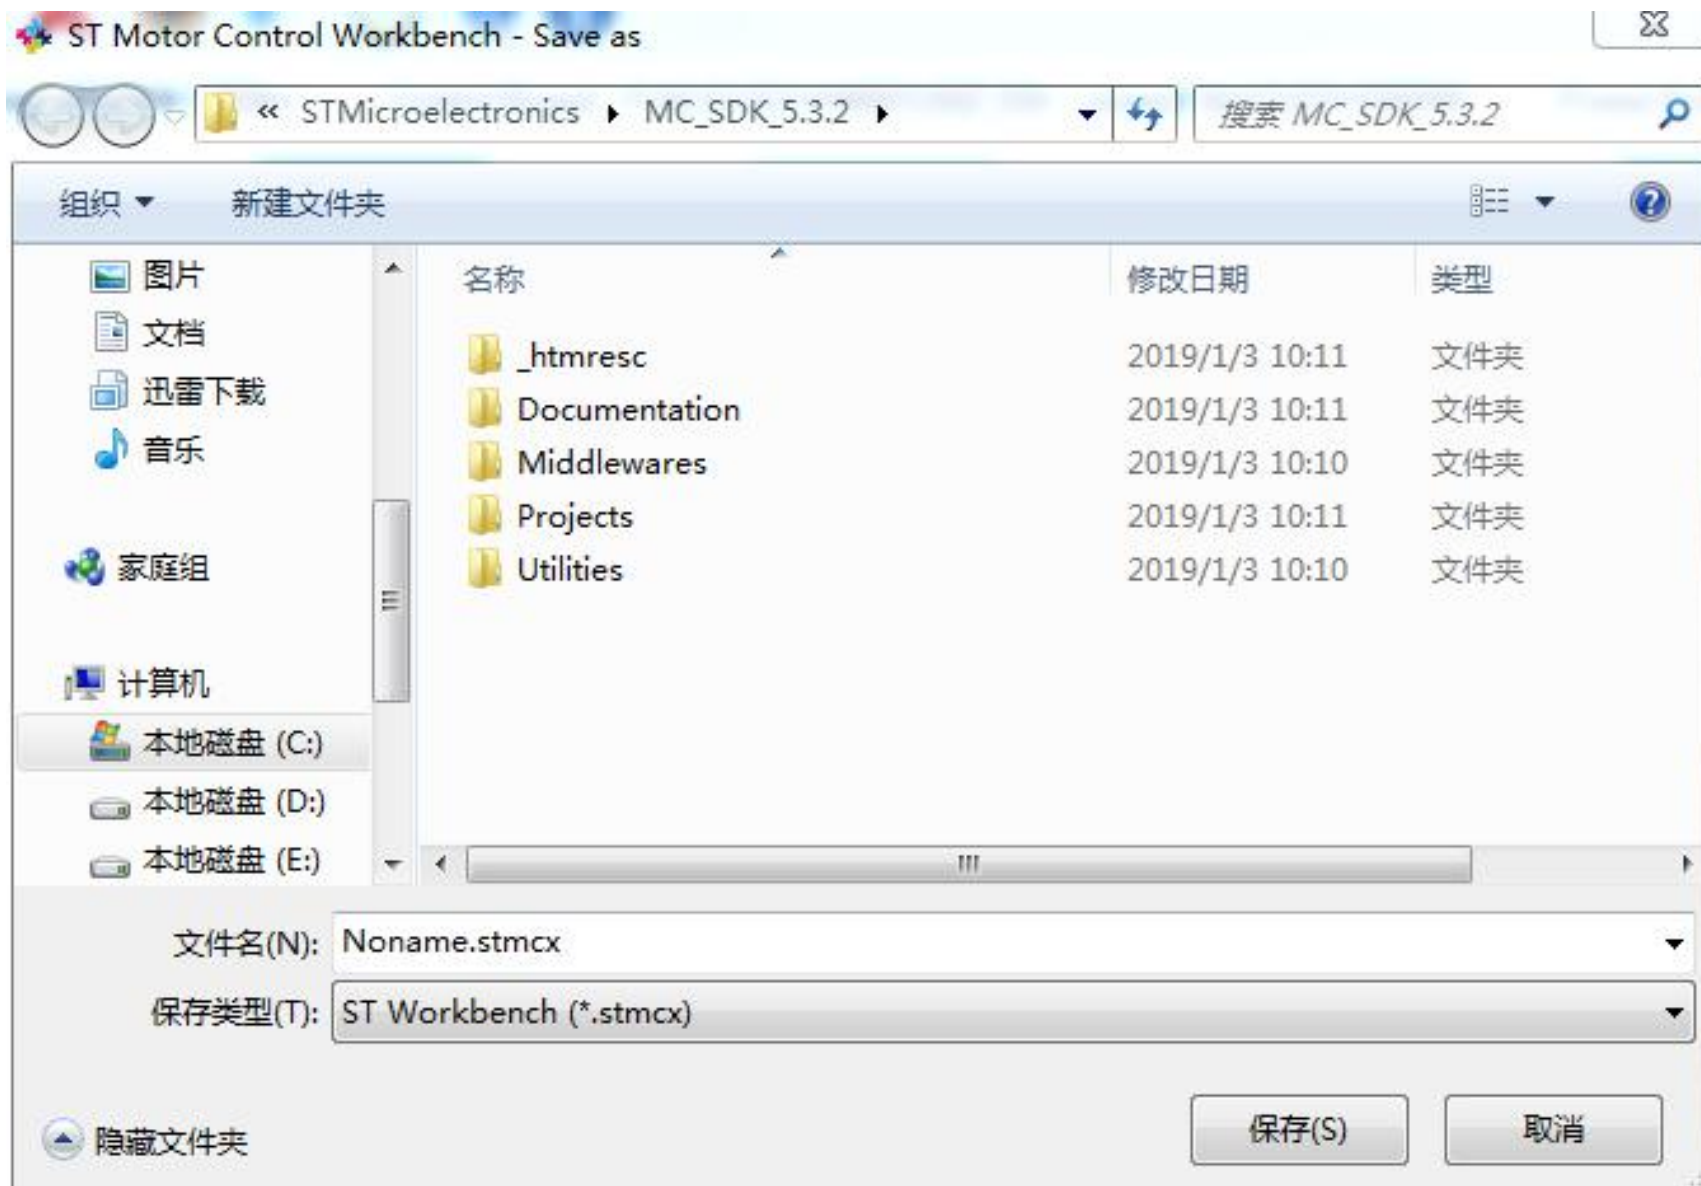 ST Motor Control Workbench - Save as
« STMicroelectronics MC_SDK_5.3.2 搜索 MC_SDK_5.3.2
组织 新建文件夹
名称 修改日期 类型
图片
文档
迅雷下载
音乐
家庭组
计算机
本地磁盘 (C:)
本地磁盘 (D:)
本地磁盘 (E:)
_htmresc 2019/1/3 10:11 文件夹
Documentation 2019/1/3 10:11 文件夹
Middlewares 2019/1/3 10:10 文件夹
Projects 2019/1/3 10:11 文件夹
Utilities 2019/1/3 10:10 文件夹
文件名(N): Noname.stmcx
保存类型(T): ST Workbench (*.stmcx)
隐藏文件夹 保存(S) 取消